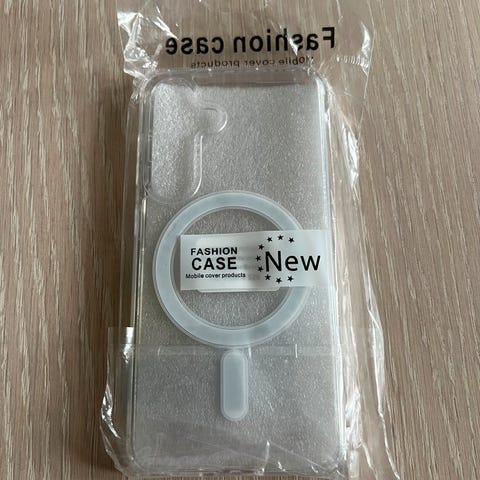 Fashion case
Mobile cover products
FASHION
CASE
Mobile cover products
New